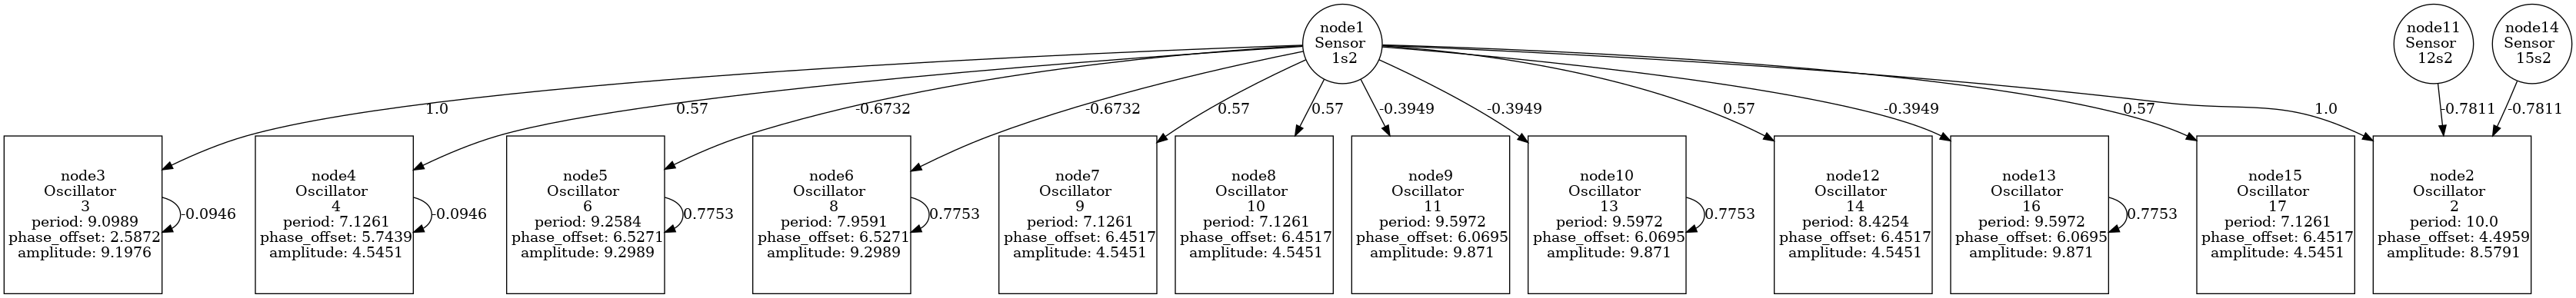 node1
Sensor
1s2
node11
Sensor
12s2
node14
Sensor
15s2
1.0
0.57
-0.6732
-0.6732
0.57
0.57
-0.3949
-0.3949
0.57
-0.3949
0.57
1.0
-0.7811
-0.7811
node3
Oscillator
3
period: 9.0989
phase_offset: 2.5872
amplitude: 9.1976
-0.0946
node4
Oscillator
4
period: 7.1261
phase_offset: 5.7439
amplitude: 4.5451
-0.0946
node5
Oscillator
6
period: 9.2584
phase_offset: 6.5271
amplitude: 9.2989
0.7753
node6
Oscillator
8
period: 7.9591
phase_offset: 6.5271
amplitude: 9.2989
0.7753
node7
Oscillator
9
period: 7.1261
phase_offset: 6.4517
amplitude: 4.5451
node8
Oscillator
10
period: 7.1261
phase_offset: 6.4517
amplitude: 4.5451
node9
Oscillator
11
period: 9.5972
phase_offset: 6.0695
amplitude: 9.871
node10
Oscillator
13
period: 9.5972
phase_offset: 6.0695
amplitude: 9.871
0.7753
node12
Oscillator
14
period: 8.4254
phase_offset: 6.4517
amplitude: 4.5451
node13
Oscillator
16
period: 9.5972
phase_offset: 6.0695
amplitude: 9.871
0.7753
node15
Oscillator
17
period: 7.1261
phase_offset: 6.4517
amplitude: 4.5451
node2
Oscillator
2
period: 10.0
phase_offset: 4.4959
amplitude: 8.5791